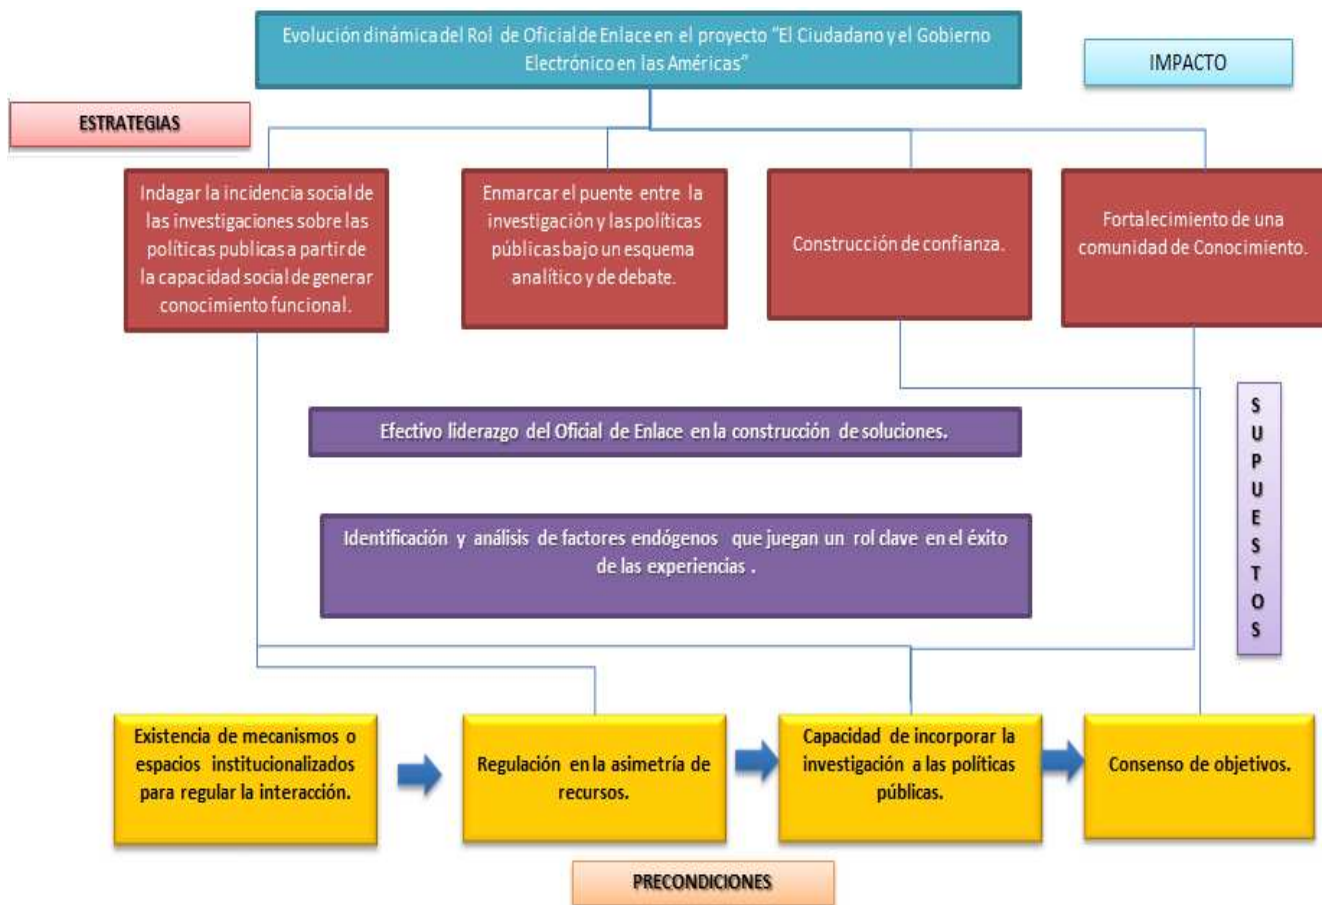 Evolución dinámica del Rol de Oficial de Enlace en el proyecto "El Ciudadano y el Gobierno
Electrónico en las Américas"
IMPACTO
ESTRATEGIAS
Indagar la incidencia social de
las investigaciones sobre las
políticas publicas a partir de
la capacidad social de generar
conocimiento funcional.
Enmarcar el puente entre la
investigación y las políticas
públicas bajo un esquema
analítico y de debate.
Construcción de confianza.
Fortalecimiento de una
comunidad de Conocimiento.
Efectivo liderazgo del Oficial de Enlace en la construcción de soluciones.
Identificación y análisis de factores endógenos que juegan un rol clave en el éxito
de las experiencias .
S
U
P
U
E
S
T
O
S
Existencia de mecanismos o
espacios institucionalizados
para regular la interacción.
Regulación en la asimetría de
recursos.
Capacidad de incorporar la
investigación a las políticas
públicas.
Consenso de objetivos.
PRECONDICIONES